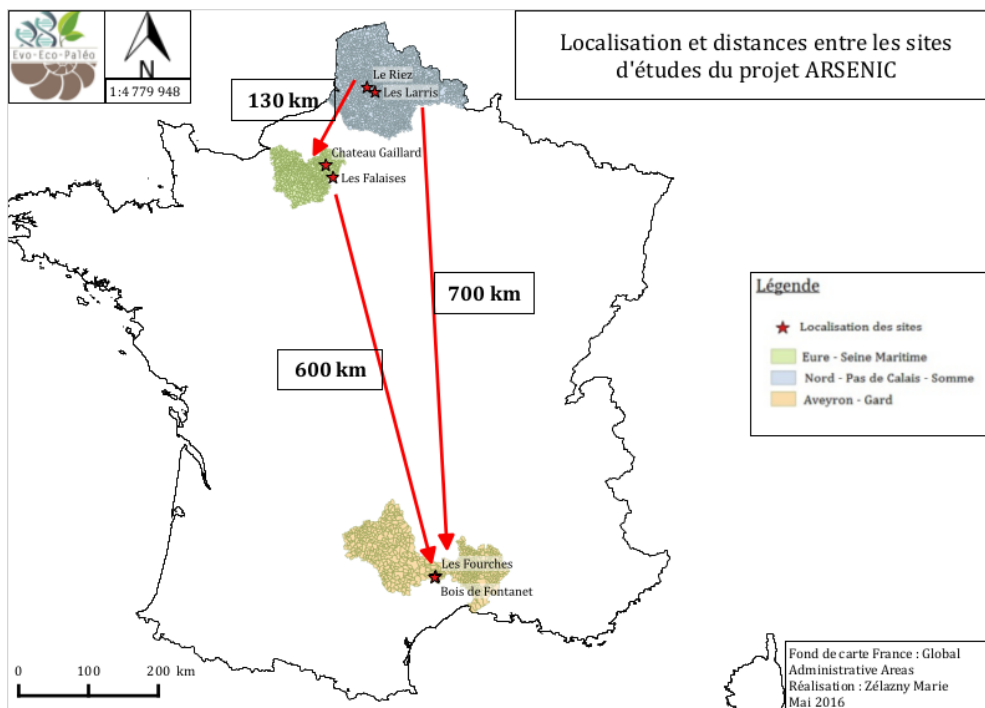 Evo-Eco-Paléo
N
1:4 779 948
Localisation et distances entre les sites
d'études du projet ARSENIC
Le Riez
Les Larris
130 km
Chateau Gaillard
Les Falaises
700 km
600 km
Légende
Localisation des sites
Eure - Seine Maritime
Nord - Pas de Calais - Somme
Aveyron - Gard
Les Fourches
Bois de Fontanet
0 100 200 km
Fond de carte France : Global
Administrative Areas
Réalisation : Zélazny Marie
Mai 2016